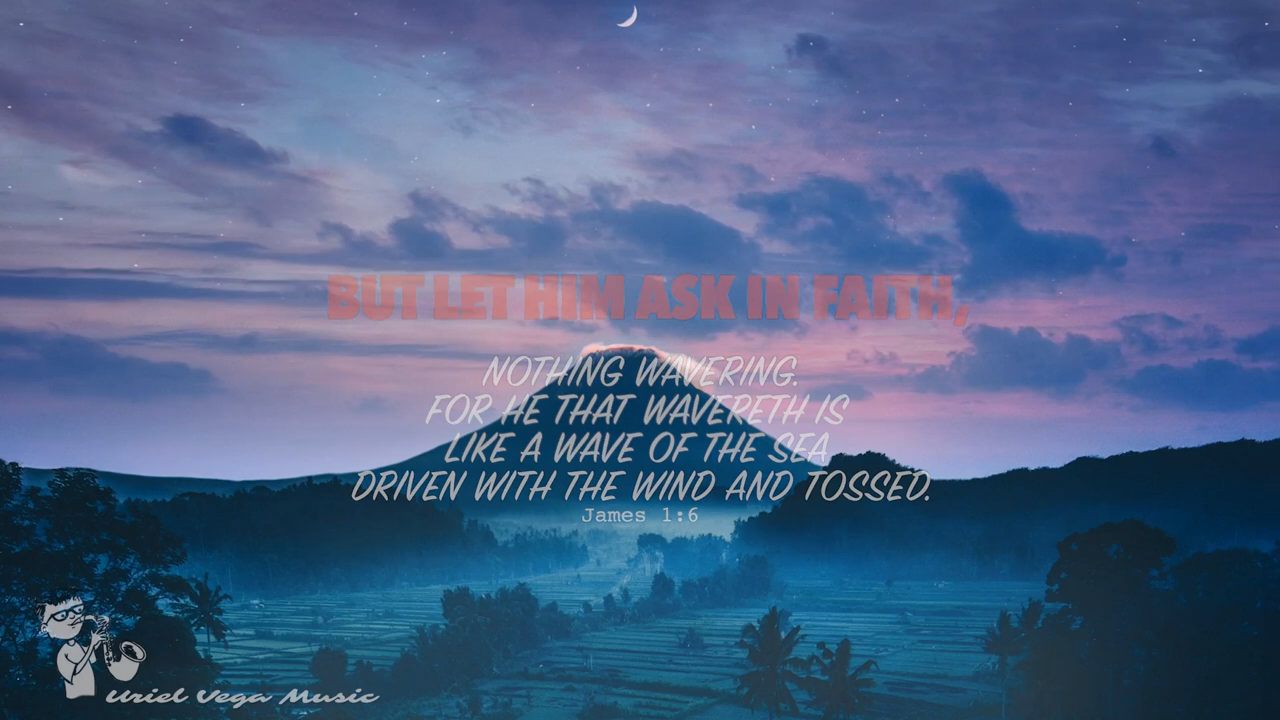 BUT LET HIM ASK IN FAITH,
NOTHING WAVERING.
FOR HE THAT WAVERETH IS
LIKE A WAVE OF THE SEA
DRIVEN WITH THE WIND AND TOSSED.
James 1:6
Uriel Vega Music